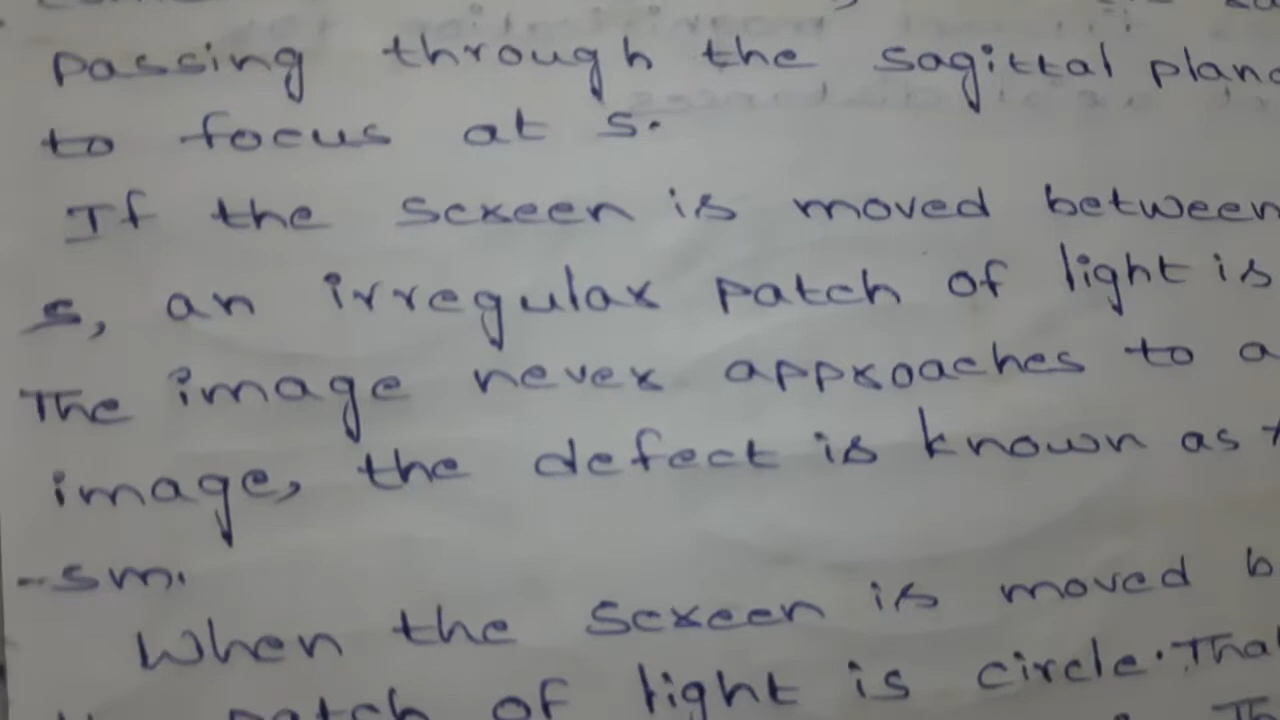 passing through the sagittal plane
to focus at s.
If the screen is moved between
s, an irregular patch of light is
The image never approaches to a
image, the defect is known as
-sm.
When the screen is moved b
patch of light is circle. That